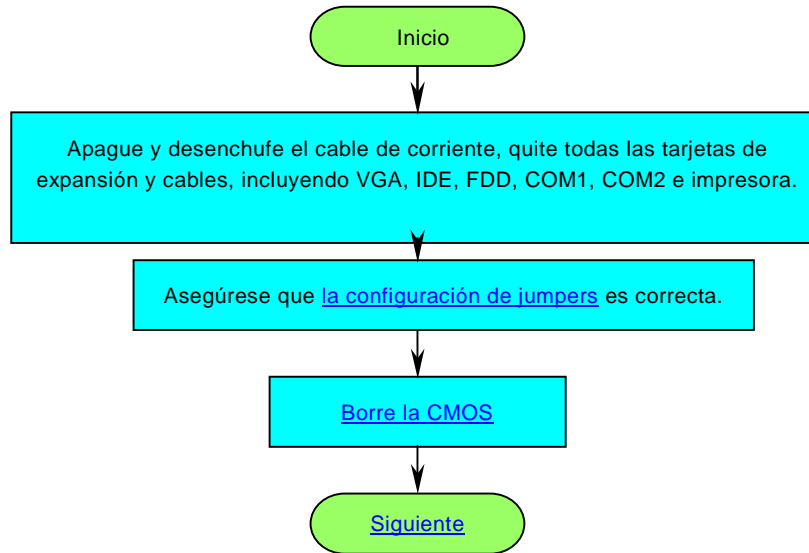 Inicio
Apague y desenchufe el cable de corriente, quite todas las tarjetas de
expansión y cables, incluyendo VGA, IDE, FDD, COM1, COM2 e impresora.
Asegúrese que la configuración de jumpers es correcta.
Borre la CMOS
Siguiente